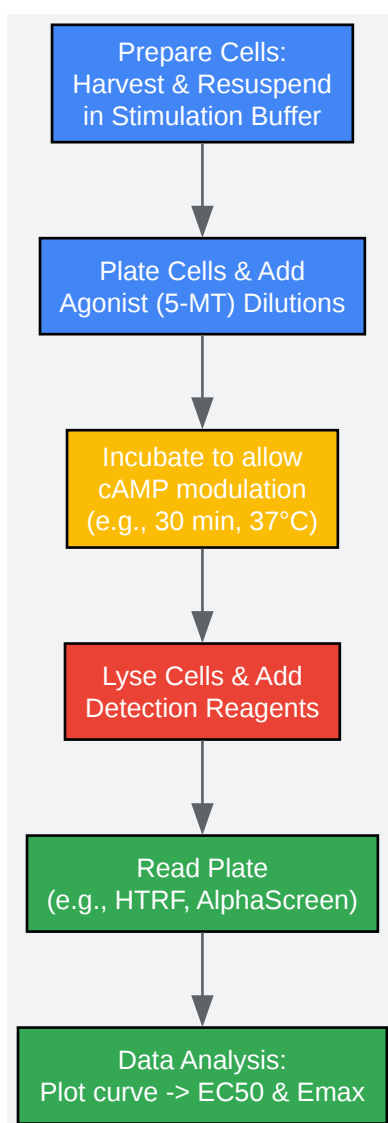 Prepare Cells:
Harvest & Resuspend
in Stimulation Buffer
Plate Cells & Add
Agonist (5-MT) Dilutions
Incubate to allow
cAMP modulation
(e.g., 30 min, 37°C)
Lyse Cells & Add
Detection Reagents
Read Plate
(e.g., HTRF, AlphaScreen)
Data Analysis:
Plot curve -> EC50 & Emax